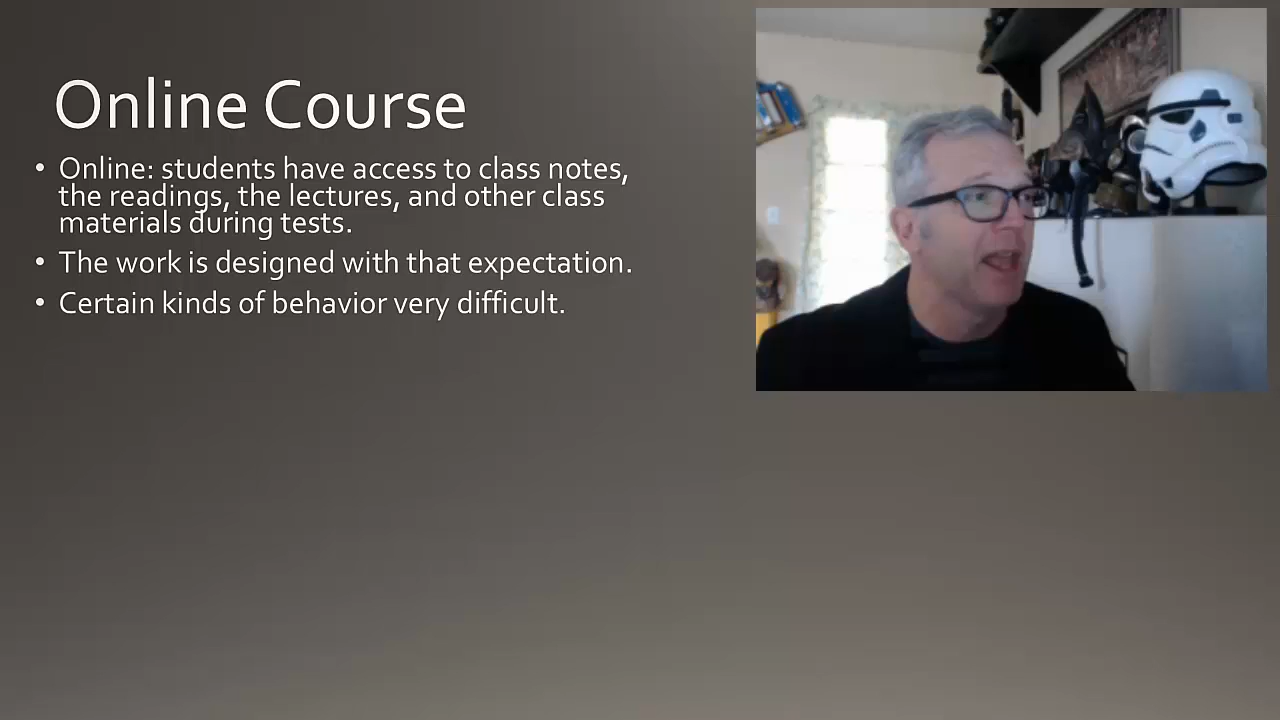 Online Course
• Online: students have access to class notes,
the readings, the lectures, and other class
materials during tests.
• The work is designed with that expectation.
• Certain kinds of behavior very difficult.